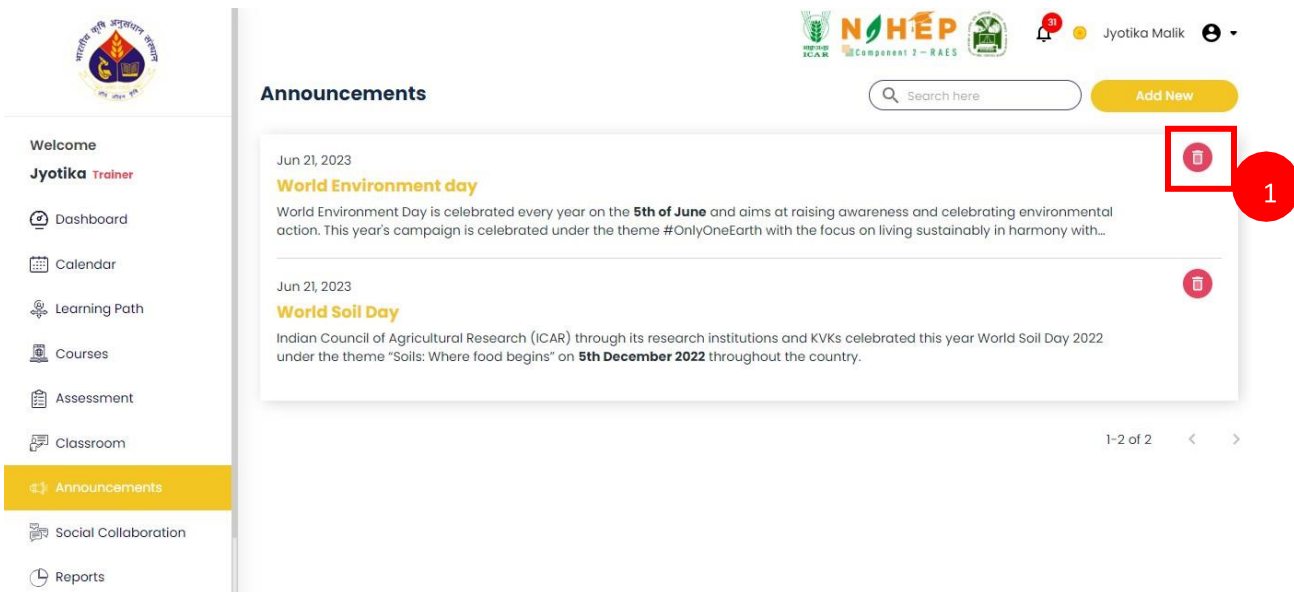 भारतीय कृषि अनुसंधान संस्थान
NAHEP
ICAR
Component 2 – RAES
31
Jyotika Malik
Announcements
Search here
Add New
Welcome
Jyotika Trainer
Dashboard
Calendar
Learning Path
Courses
Assessment
Classroom
Announcements
Social Collaboration
Reports
Jun 21, 2023
1
World Environment day
World Environment Day is celebrated every year on the 5th of June and aims at raising awareness and celebrating environmental
action. This year's campaign is celebrated under the theme #OnlyOneEarth with the focus on living sustainably in harmony with…
Jun 21, 2023
World Soil Day
Indian Council of Agricultural Research (ICAR) through its research institutions and KVKs celebrated this year World Soil Day 2022
under the theme “Soils: Where food begins” on 5th December 2022 throughout the country.
1-2 of 2